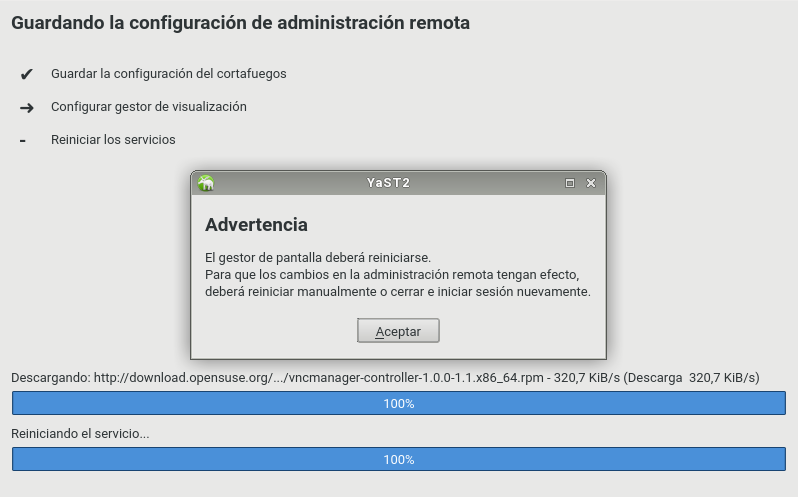 Guardando la configuración de administración remota
✔ Guardar la configuración del cortafuegos
➔ Configurar gestor de visualización
- Reiniciar los servicios
YaST2
Advertencia
El gestor de pantalla deberá reiniciarse.
Para que los cambios en la administración remota tengan efecto,
deberá reiniciar manualmente o cerrar e iniciar sesión nuevamente.
Aceptar
Descargando: http://download.opensuse.org/.../vncmanager-controller-1.0.0-1.1.x86_64.rpm - 320,7 KiB/s (Descarga  320,7 KiB/s)
100%
Reiniciando el servicio...
100%